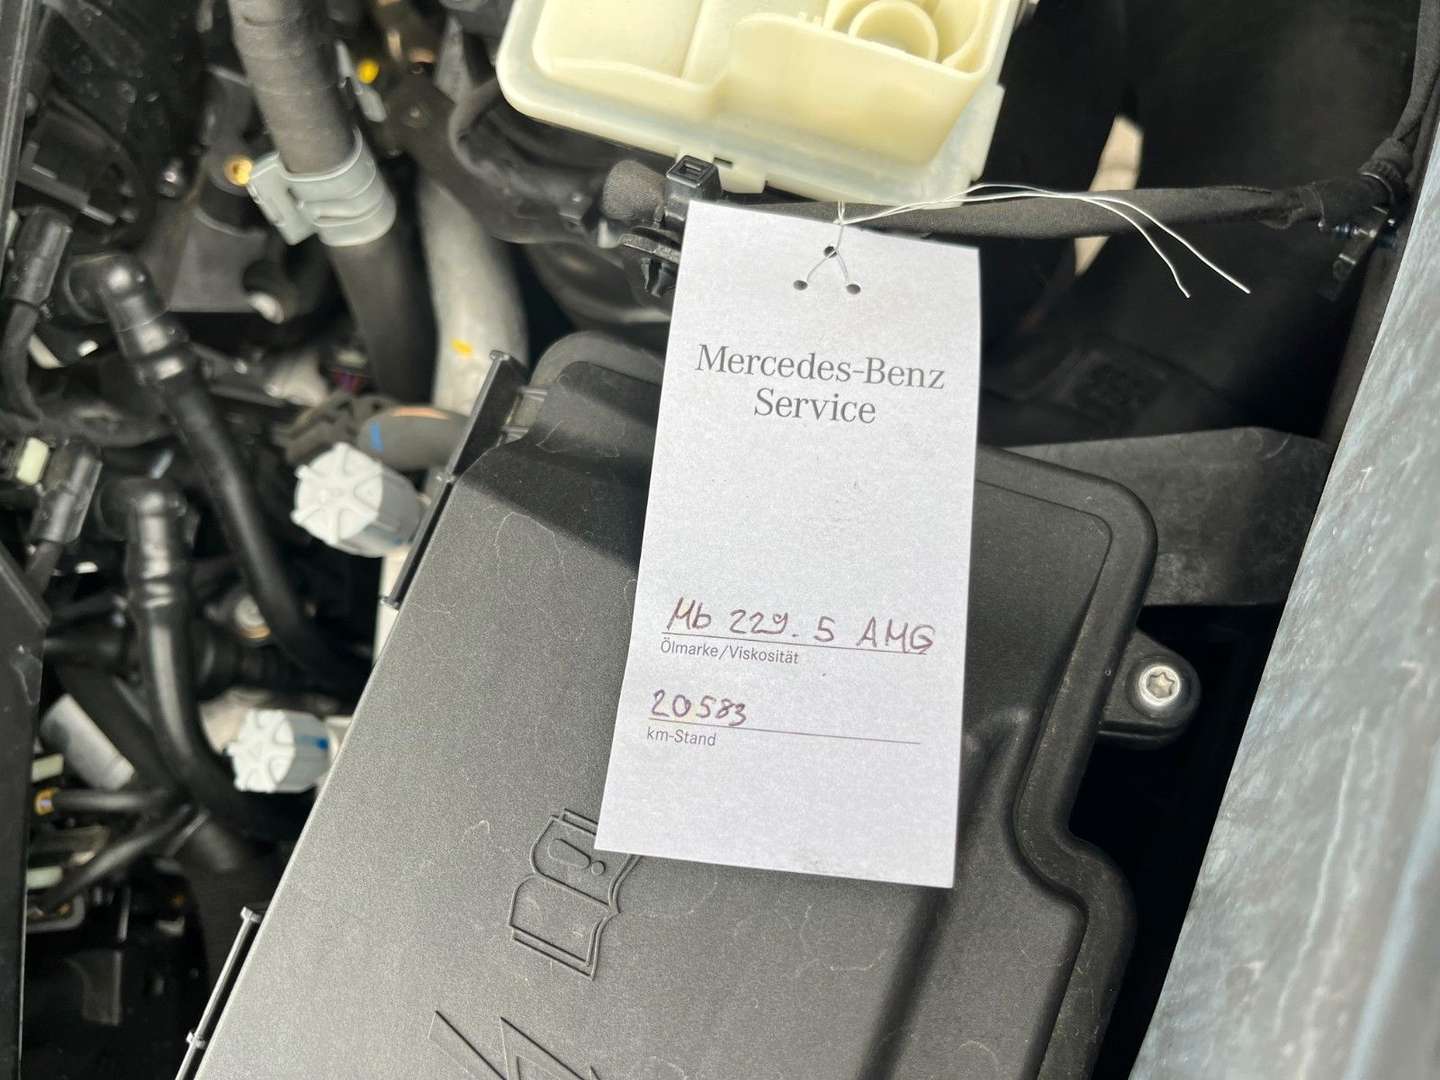 Mercedes-Benz
Service
Mb 229.5 AMG
Ölmarke/Viskosität
20583
km-Stand